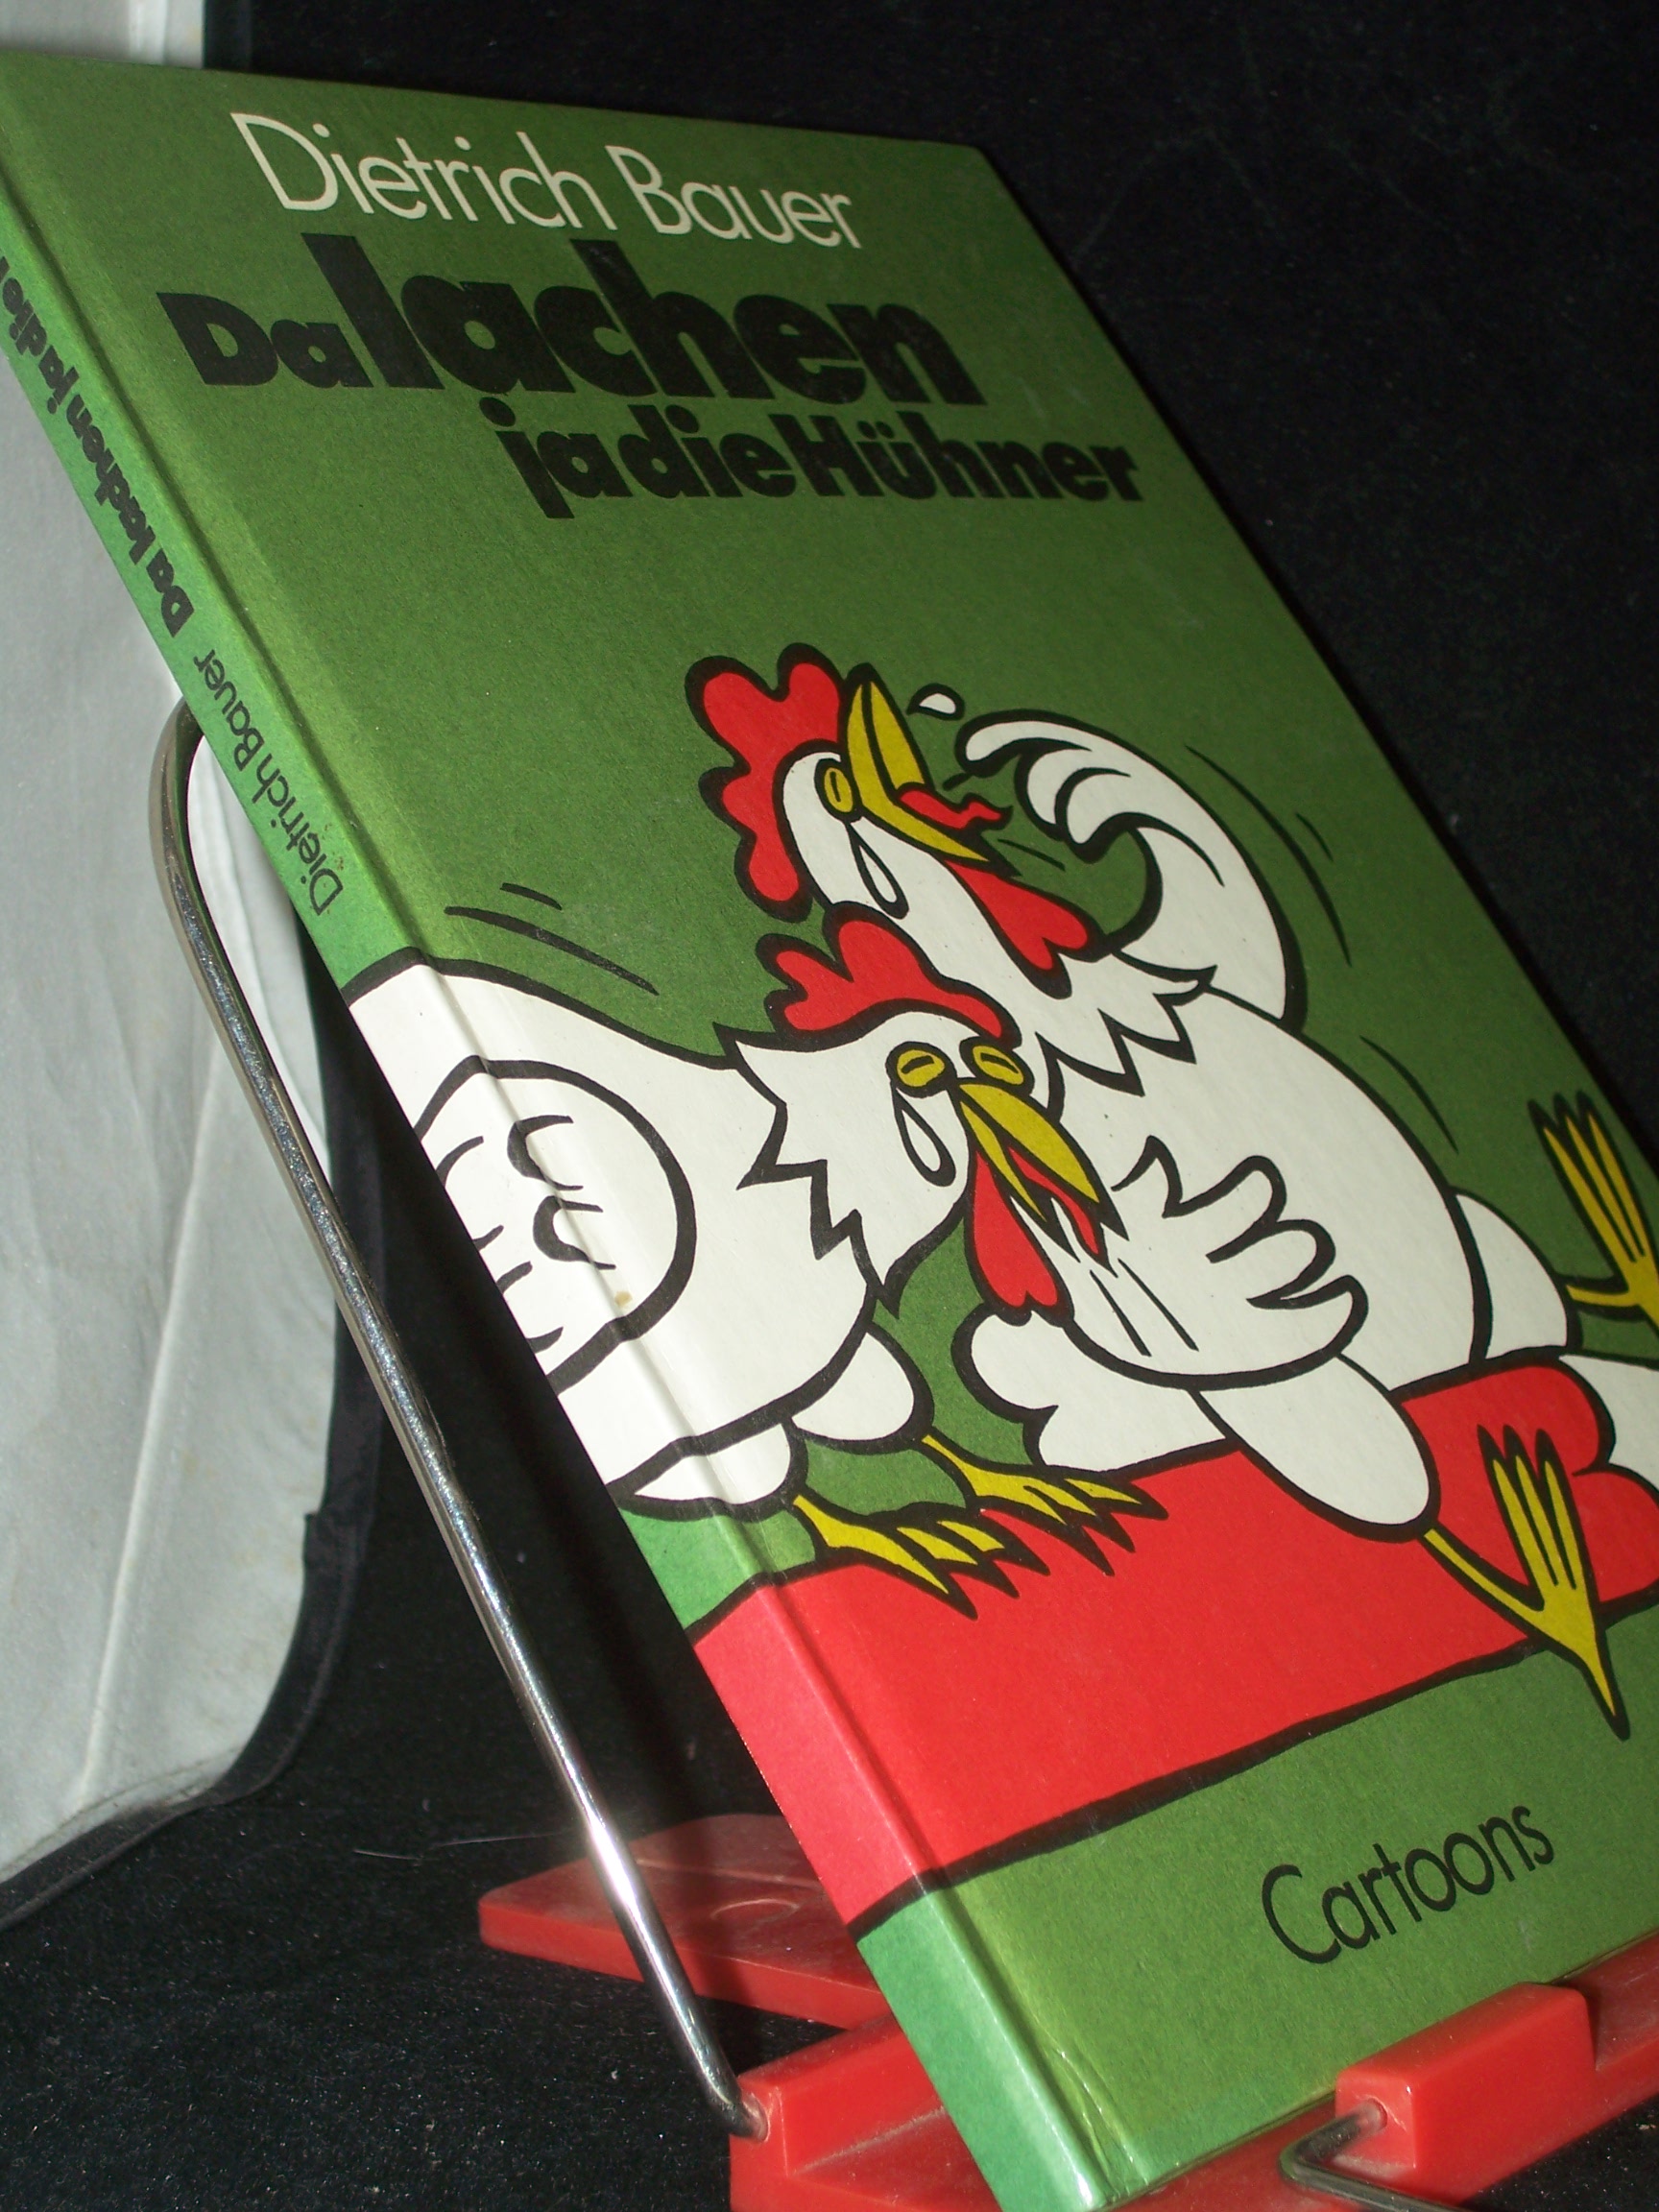 Dietrich Bauer
Da lachen
ja die Hühner
Dietrich Bauer Da lachen ja die
Cartoons